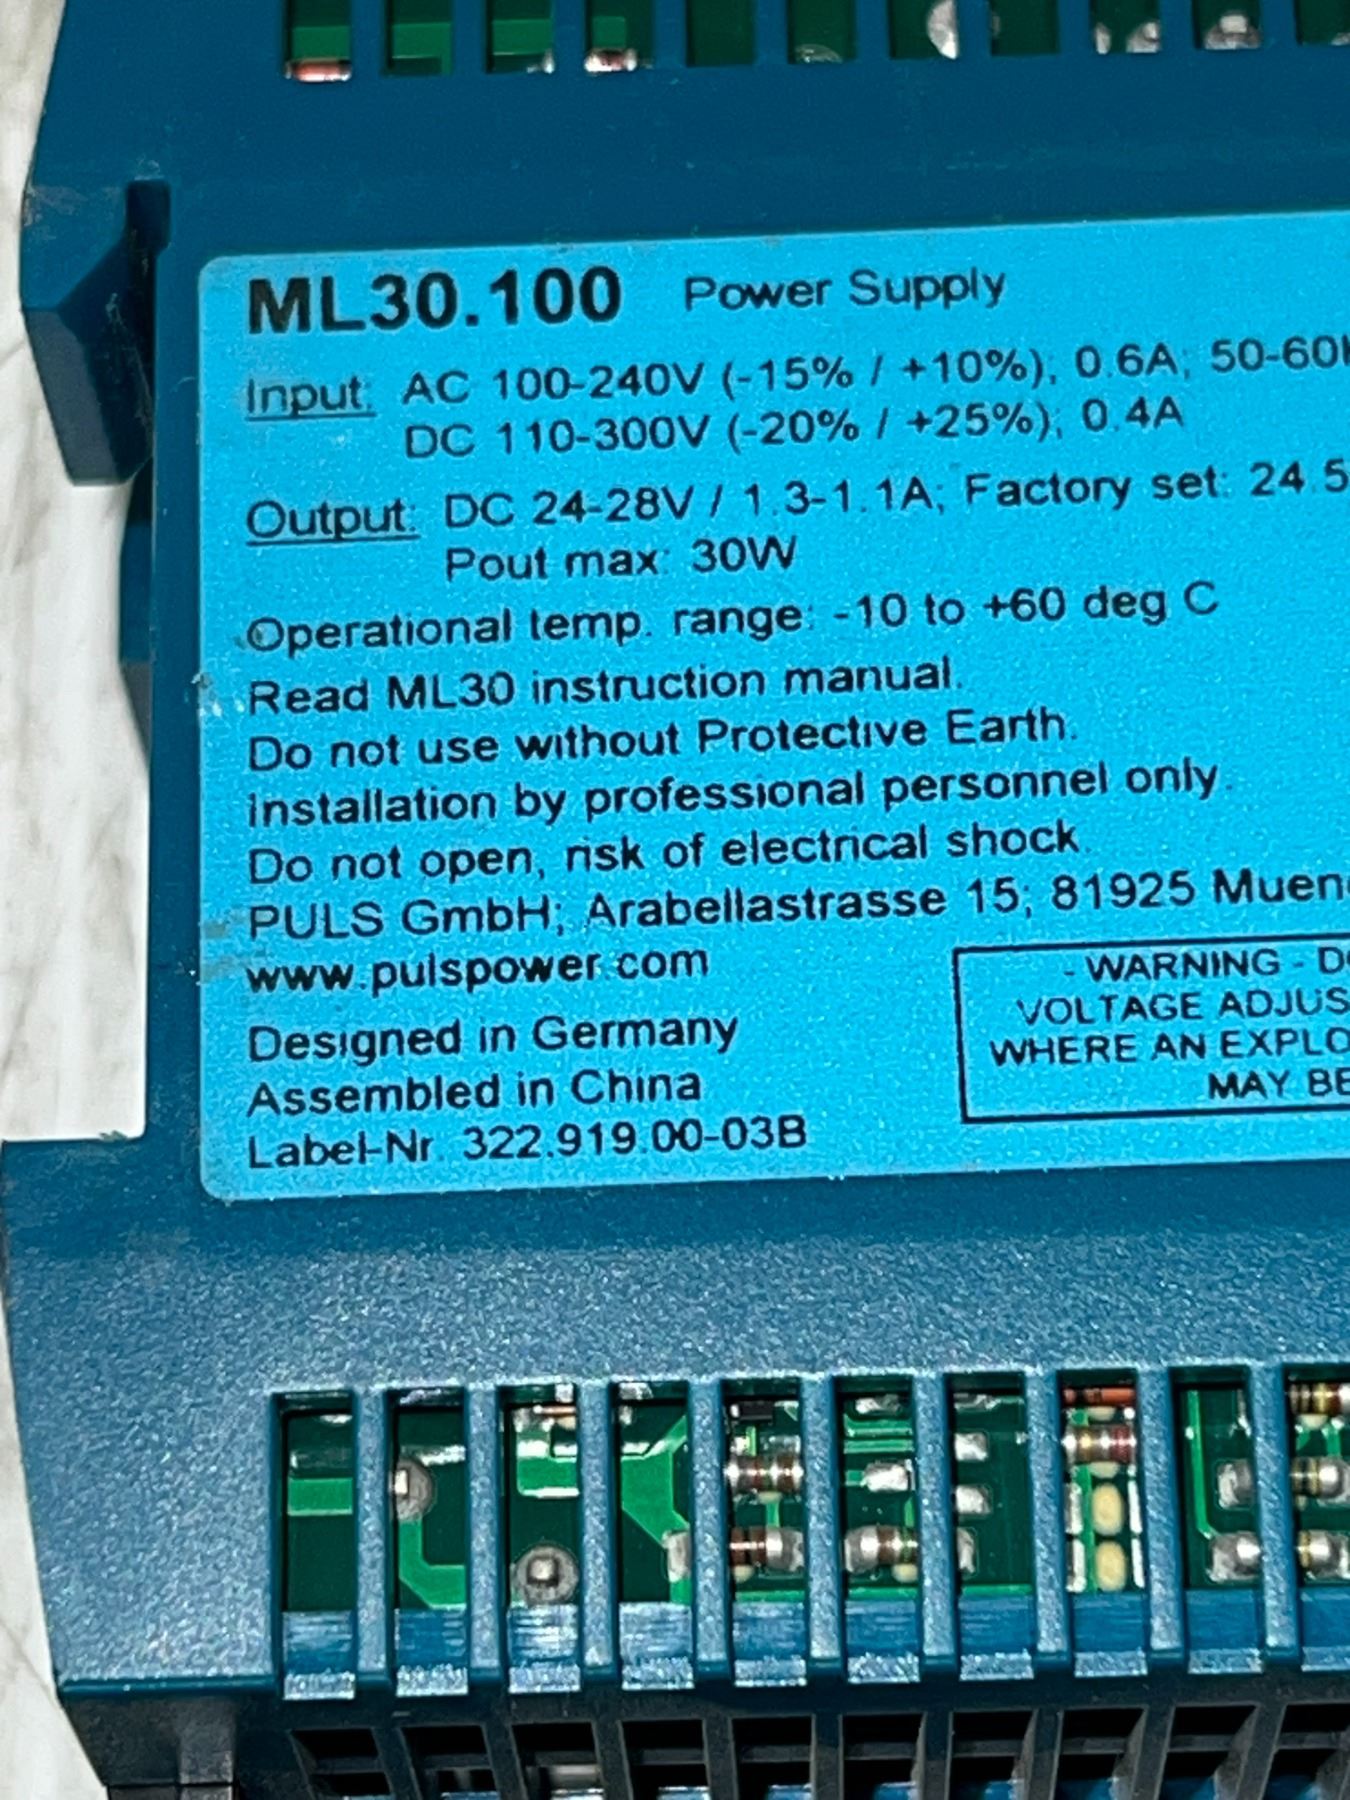 ML30.100 Power Supply
Input: AC 100-240V (-15% / +10%); 0.6A; 50-60H
DC 110-300V (-20% / +25%); 0.4A
Output: DC 24-28V / 1.3-1.1A; Factory set: 24.5
Pout max: 30W
Operational temp. range: -10 to +60 deg C
Read ML30 instruction manual.
Do not use without Protective Earth.
Installation by professional personnel only.
Do not open, risk of electrical shock.
PULS GmbH; Arabellastrasse 15; 81925 Muen
www.pulspower.com
Designed in Germany
Assembled in China
Label-Nr. 322.919.00-03B
- WARNING - DO
VOLTAGE ADJUS
WHERE AN EXPLO
MAY BE